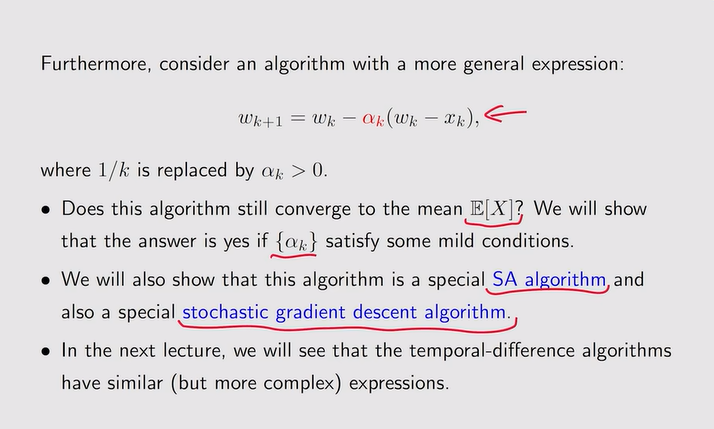 Furthermore, consider an algorithm with a more general expression:
w_{k+1} = w_k − α_k(w_k − x_k),
where 1/k is replaced by α_k > 0.
• Does this algorithm still converge to the mean 𝔼[X]? We will show
that the answer is yes if {α_k} satisfy some mild conditions.
• We will also show that this algorithm is a special SA algorithm and
also a special stochastic gradient descent algorithm.
• In the next lecture, we will see that the temporal-difference algorithms
have similar (but more complex) expressions.